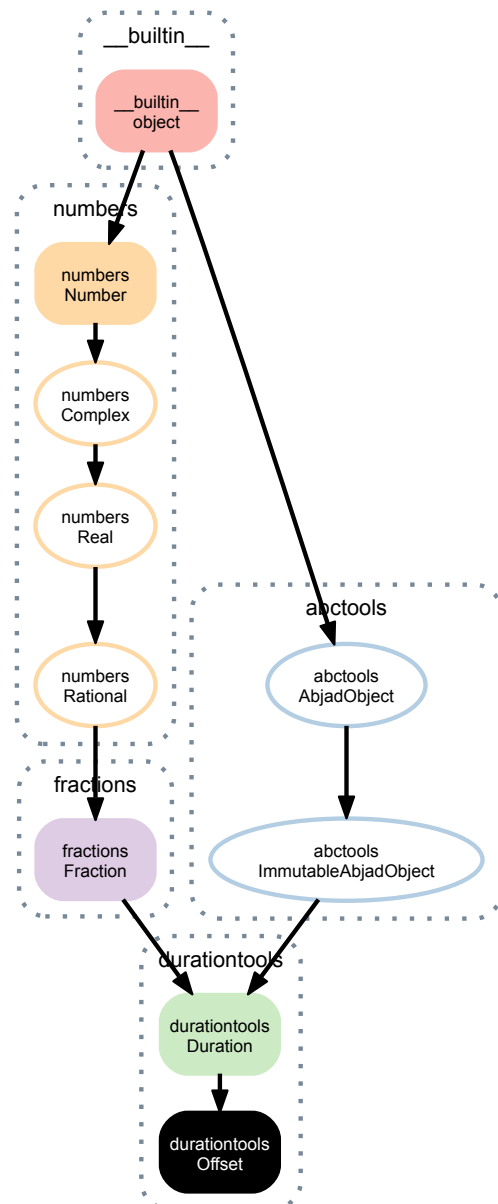 __builtin__
__builtin__
object
numbers
numbers
Number
numbers
Complex
numbers
Real
abctools
numbers
Rational
abctools
AbjadObject
fractions
fractions
Fraction
abctools
ImmutableAbjadObject
durationtools
durationtools
Duration
durationtools
Offset